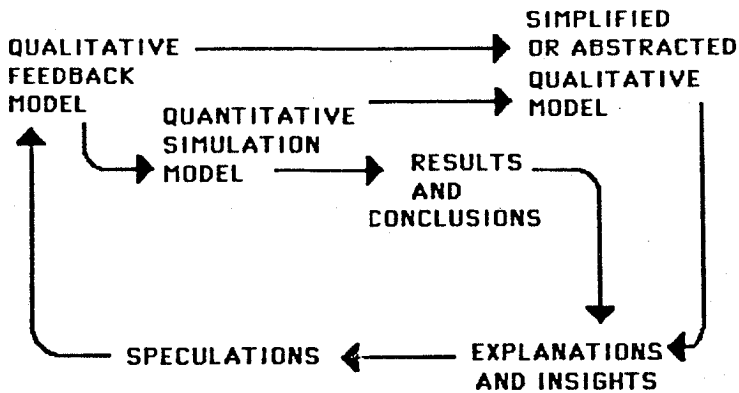 QUALITATIVE
FEEDBACK
MODEL
SIMPLIFIED
OR ABSTRACTED
QUALITATIVE
MODEL
QUANTITATIVE
SIMULATION
MODEL
RESULTS
AND
CONCLUSIONS
SPECULATIONS
EXPLANATIONS
AND INSIGHTS